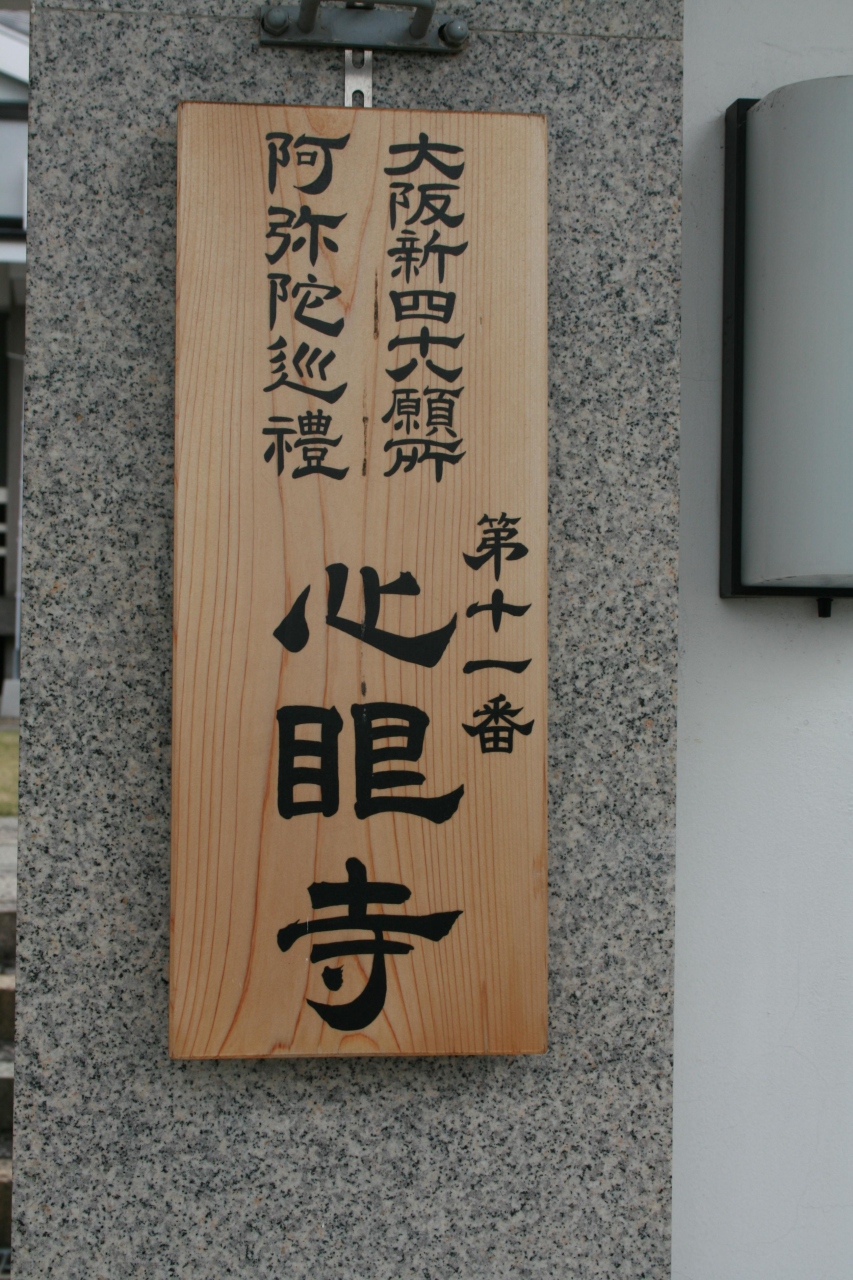 大阪新四十八願所
阿弥陀巡禮
第十一番
心眼寺